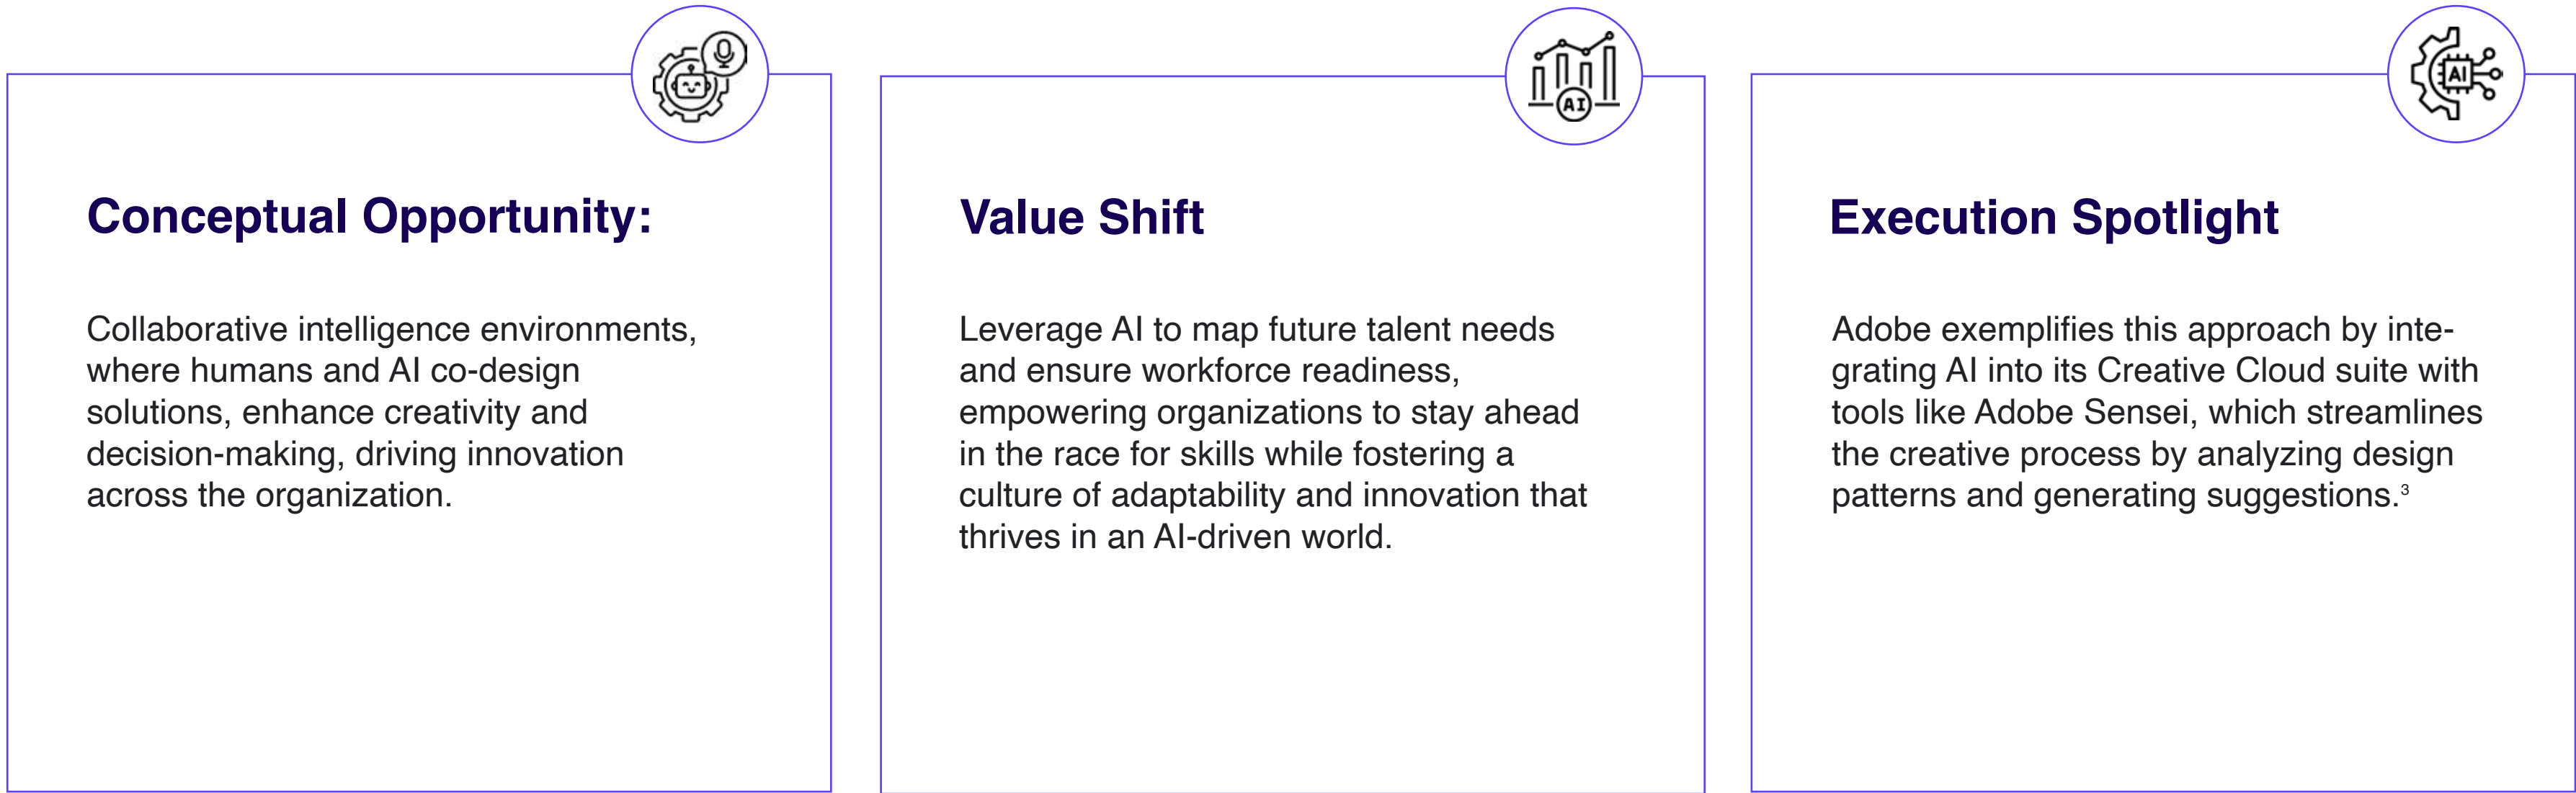 Conceptual Opportunity:
Collaborative intelligence environments,
where humans and AI co-design
solutions, enhance creativity and
decision-making, driving innovation
across the organization.
AI
Value Shift
Leverage AI to map future talent needs
and ensure workforce readiness,
empowering organizations to stay ahead
in the race for skills while fostering a
culture of adaptability and innovation that
thrives in an AI-driven world.
AI
Execution Spotlight
Adobe exemplifies this approach by inte-
grating AI into its Creative Cloud suite with
tools like Adobe Sensei, which streamlines
the creative process by analyzing design
patterns and generating suggestions.³